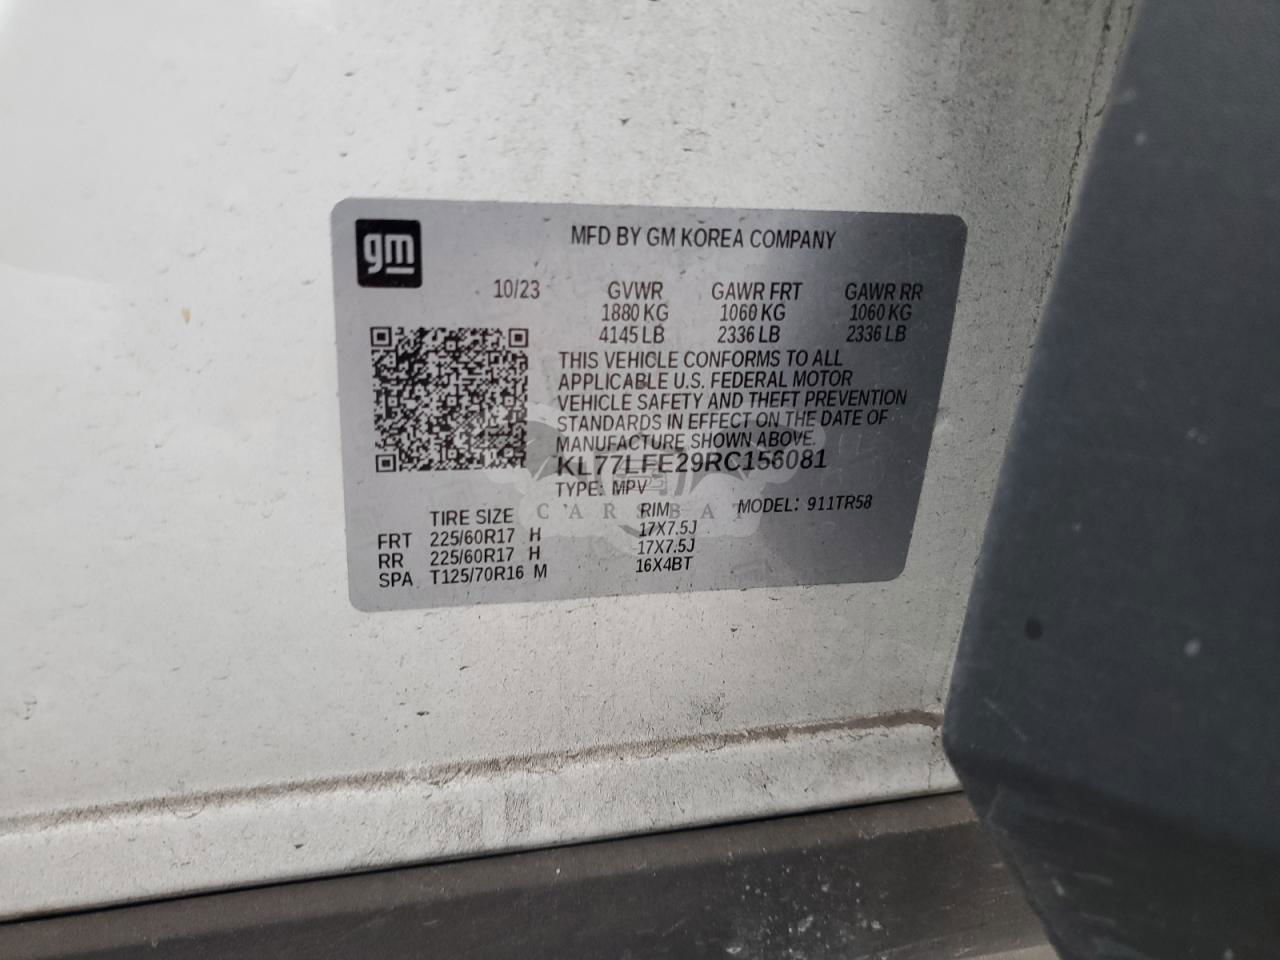 gm
MFD BY GM KOREA COMPANY
10/23 GVWR GAWR FRT GAWR RR
1880 KG 1060 KG 1060 KG
4145 LB 2336 LB 2336 LB
THIS VEHICLE CONFORMS TO ALL
APPLICABLE U.S. FEDERAL MOTOR
VEHICLE SAFETY AND THEFT PREVENTION
STANDARDS IN EFFECT ON THE DATE OF
MANUFACTURE SHOWN ABOVE.
KL77LFE29RC156081
TYPE: MPV MODEL: 911TR58
CARSBAT
TIRE SIZE RIM
FRT 225/60R17 H 17X7.5J
RR 225/60R17 H 17X7.5J
SPA T125/70R16 M 16X4BT